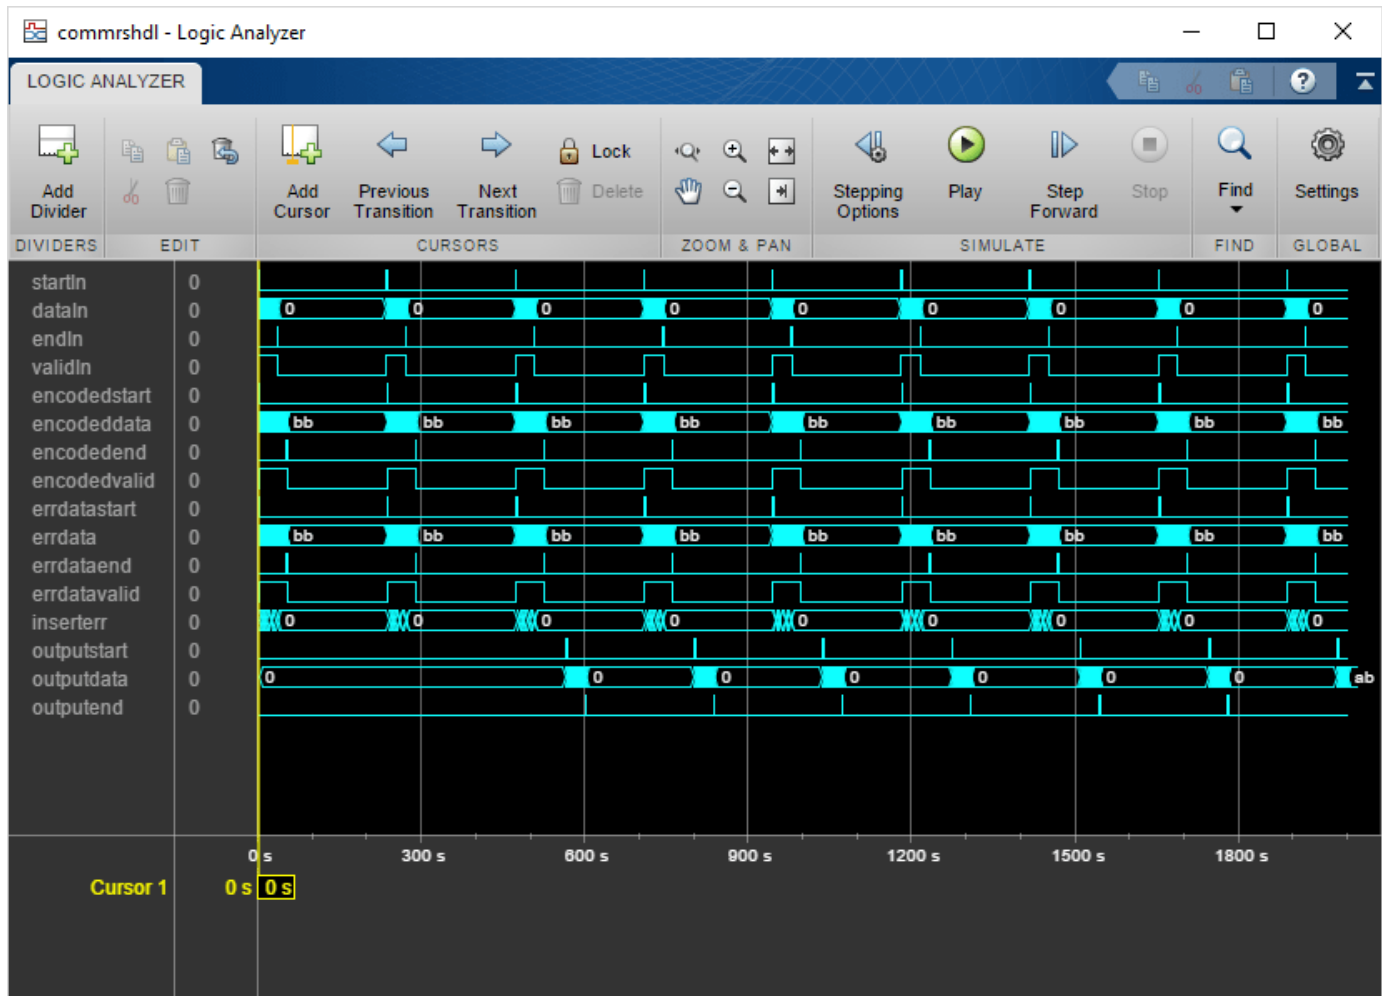 commrshdl - Logic Analyzer
LOGIC ANALYZER
?
Add Divider
Add Cursor
Previous Transition
Next Transition
Lock
Delete
Stepping Options
Play
Step Forward
Stop
Find
Settings
DIVIDERS EDIT CURSORS ZOOM & PAN SIMULATE FIND GLOBAL
startIn 0
dataIn 0 0 0 0 0 0 0 0 0 0
endIn 0
validIn 0
encodedstart 0
encodeddata 0 bb bb bb bb bb bb bb bb bb
encodedend 0
encodedvalid 0
errdatastart 0
errdata 0 bb bb bb bb bb bb bb bb bb
errdataend 0
errdatavalid 0
inserterr 0 0 0 0 0 0 0 0 0 0
outputstart 0
outputdata 0 0 0 0 0 0 0 0 ab
outputend 0
0 s 300 s 600 s 900 s 1200 s 1500 s 1800 s
Cursor 1 0 s 0 s